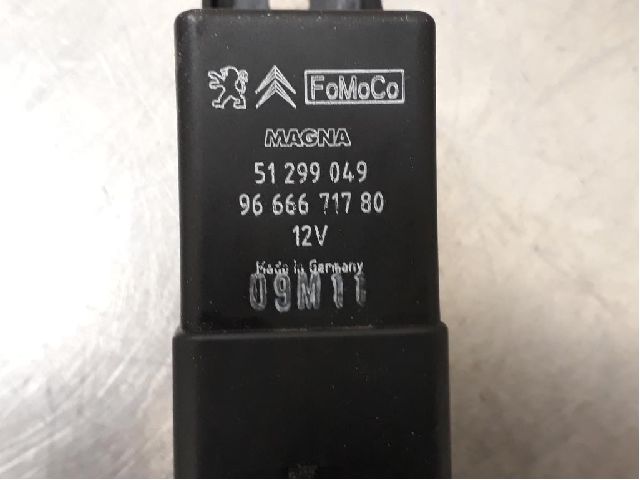 FoMoCo
MAGNA
51 299 049
96 666 717 80
12V
Made in Germany
09M11